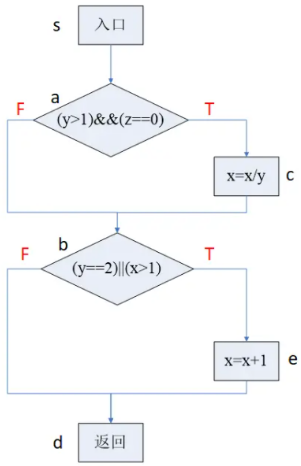 s 入口
a
F (y>1)&&(z==0) T
x=x/y c
b
F (y==2)||(x>1) T
x=x+1 e
d 返回